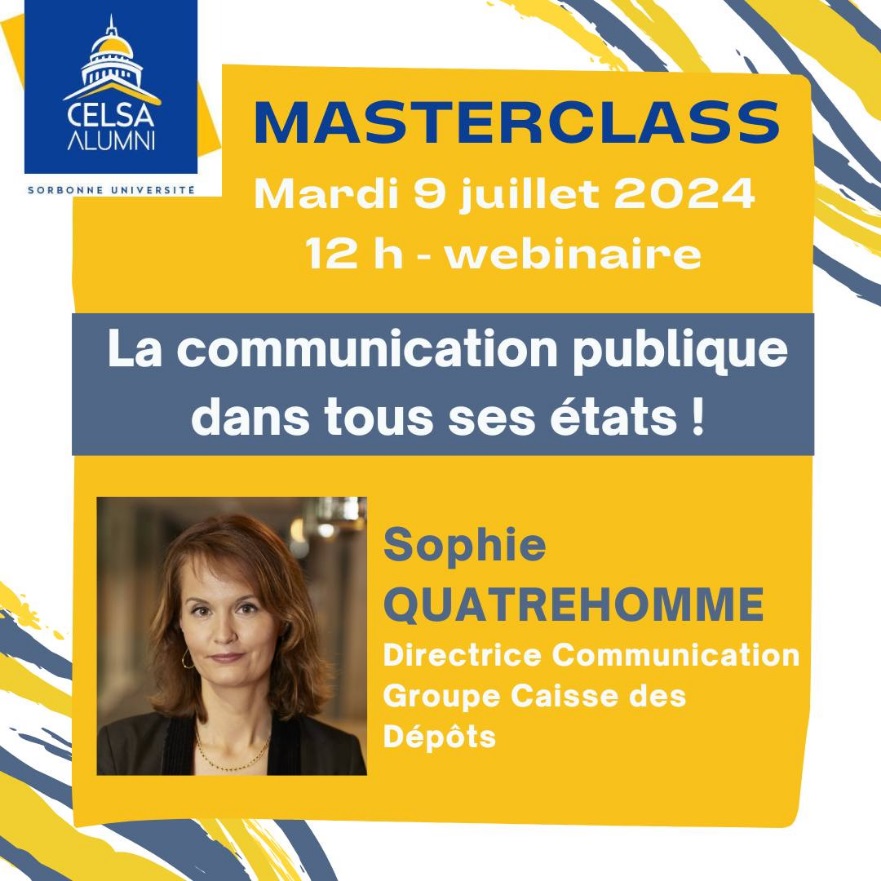 CELSA
ALUMNI
SORBONNE UNIVERSITÉ
MASTERCLASS
Mardi 9 juillet 2024
12 h - webinaire
La communication publique
dans tous ses états !
Sophie
QUATREHOMME
Directrice Communication
Groupe Caisse des
Dépôts